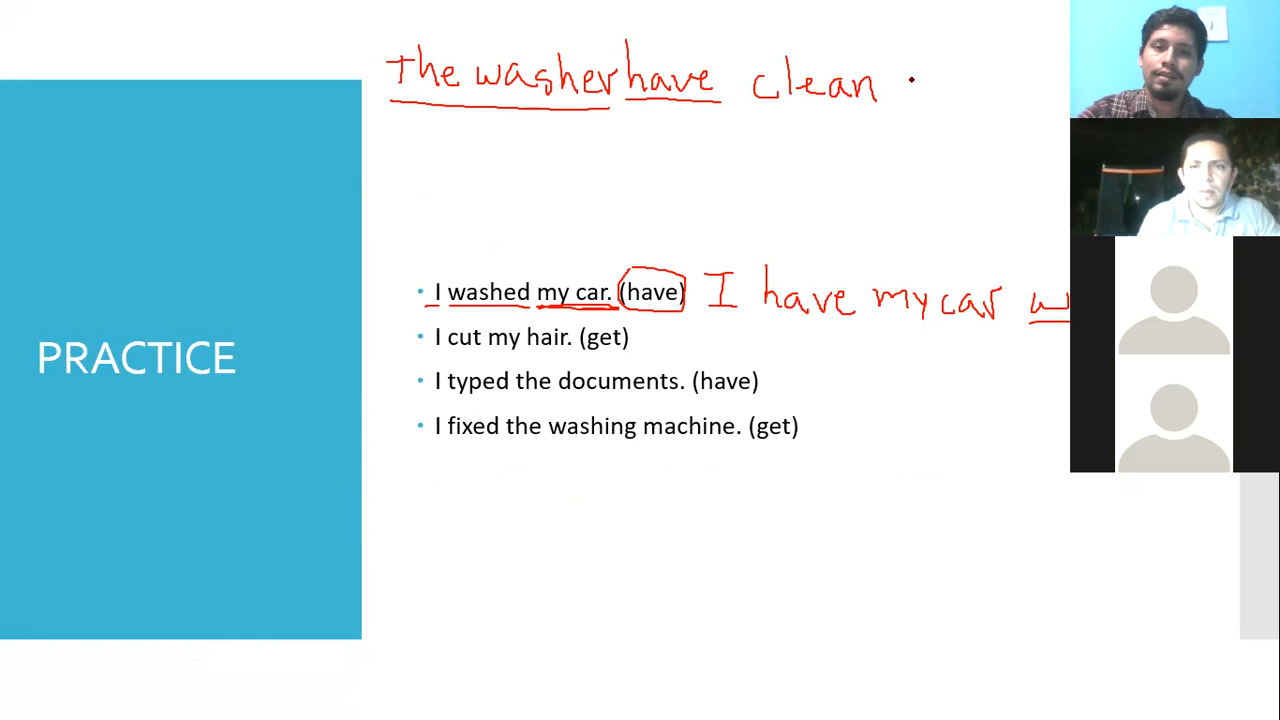 The washer have clean
I washed my car. (have) I have my car w
I cut my hair. (get)
PRACTICE
I typed the documents. (have)
I fixed the washing machine. (get)